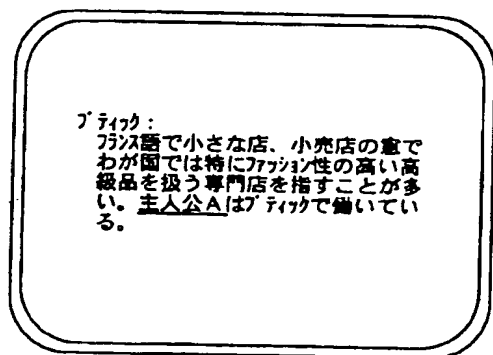 ブティック：
フランス語で小さな店、小売店の意で
わが国では特にファッション性の高い高
級品を扱う専門店を指すことが多
い。主人公Aはブティックで働いてい
る。